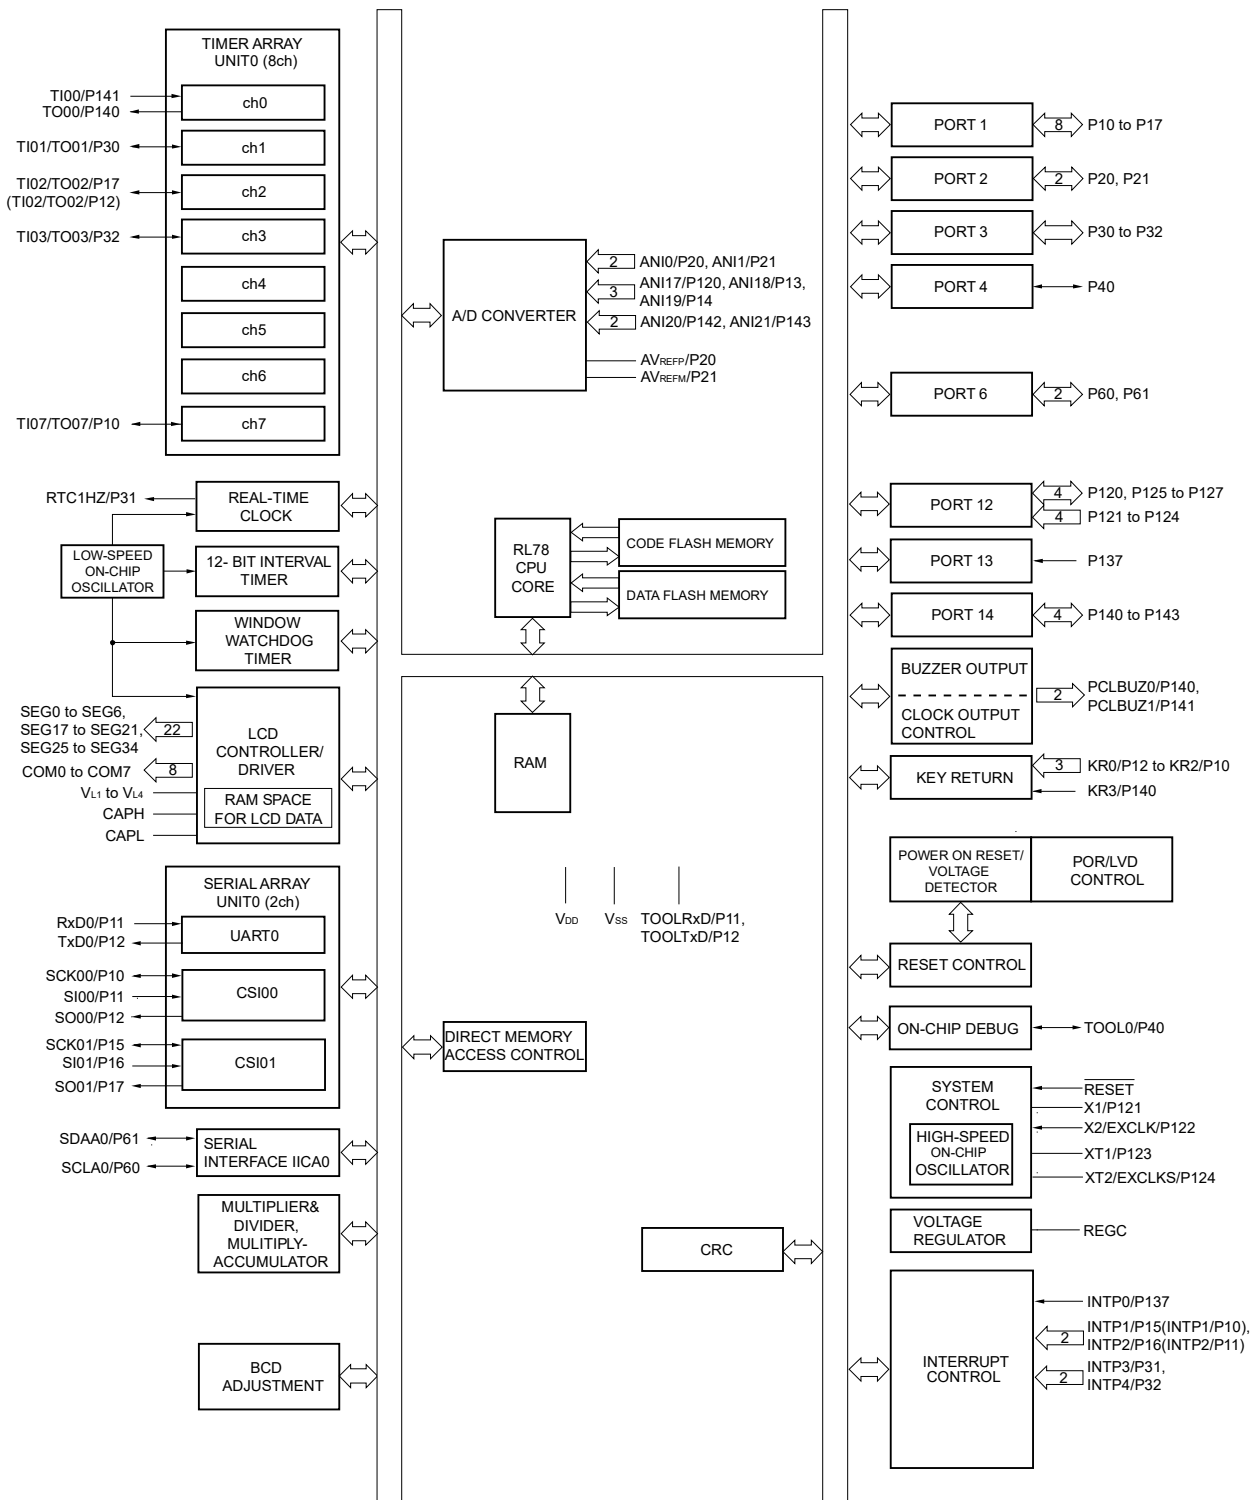 TIMER ARRAY
UNIT0 (8ch)
TI00/P141
TO00/P140
ch0
TI01/TO01/P30
ch1
TI02/TO02/P17
(TI02/TO02/P12)
ch2
TI03/TO03/P32
ch3
ch4
ch5
ch6
TI07/TO07/P10
ch7
RTC1HZ/P31
REAL-TIME
CLOCK
LOW-SPEED
ON-CHIP
OSCILLATOR
12- BIT INTERVAL
TIMER
WINDOW
WATCHDOG
TIMER
SEG0 to SEG6,
SEG17 to SEG21,
SEG25 to SEG34
22
COM0 to COM7
8
VL1 to VL4
CAPH
CAPL
LCD
CONTROLLER/
DRIVER
RAM SPACE
FOR LCD DATA
SERIAL ARRAY
UNIT0 (2ch)
RxD0/P11
TxD0/P12
UART0
SCK00/P10
SI00/P11
SO00/P12
CSI00
SCK01/P15
SI01/P16
SO01/P17
CSI01
SDAA0/P61
SCLA0/P60
SERIAL
INTERFACE IICA0
MULTIPLIER&
DIVIDER,
MULITIPLY-
ACCUMULATOR
BCD
ADJUSTMENT
A/D CONVERTER
2
ANI0/P20, ANI1/P21
3
ANI17/P120, ANI18/P13,
ANI19/P14
2
ANI20/P142, ANI21/P143
AVREFP/P20
AVREFM/P21
RL78
CPU
CORE
CODE FLASH MEMORY
DATA FLASH MEMORY
RAM
VDD
VSS
TOOLRxD/P11,
TOOLTxD/P12
DIRECT MEMORY
ACCESS CONTROL
CRC
PORT 1
8
P10 to P17
PORT 2
2
P20, P21
PORT 3
P30 to P32
PORT 4
P40
PORT 6
2
P60, P61
PORT 12
4
P120, P125 to P127
4
P121 to P124
PORT 13
P137
PORT 14
4
P140 to P143
BUZZER OUTPUT
CLOCK OUTPUT
CONTROL
2
PCLBUZ0/P140,
PCLBUZ1/P141
KEY RETURN
3
KR0/P12 to KR2/P10
KR3/P140
POWER ON RESET/
VOLTAGE
DETECTOR
POR/LVD
CONTROL
RESET CONTROL
ON-CHIP DEBUG
TOOL0/P40
SYSTEM
CONTROL
HIGH-SPEED
ON-CHIP
OSCILLATOR
RESET
X1/P121
X2/EXCLK/P122
XT1/P123
XT2/EXCLKS/P124
VOLTAGE
REGULATOR
REGC
INTERRUPT
CONTROL
INTP0/P137
2
INTP1/P15(INTP1/P10),
INTP2/P16(INTP2/P11)
2
INTP3/P31,
INTP4/P32